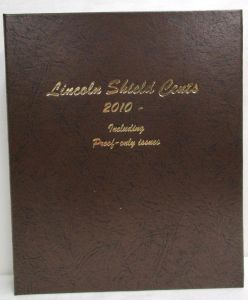 Lincoln Shield Cents
2010 -
Including
Proof-only issues